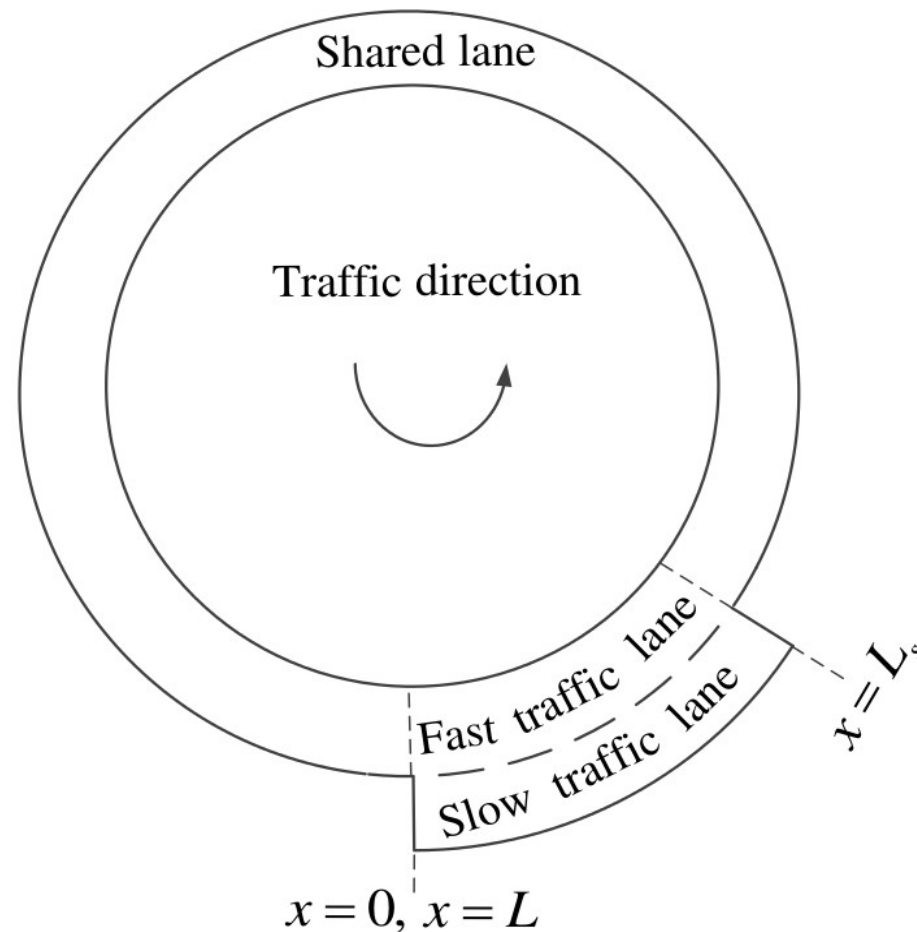 Shared lane
Traffic direction
Fast traffic lane
Slow traffic lane
x = L
x = 0, x = L